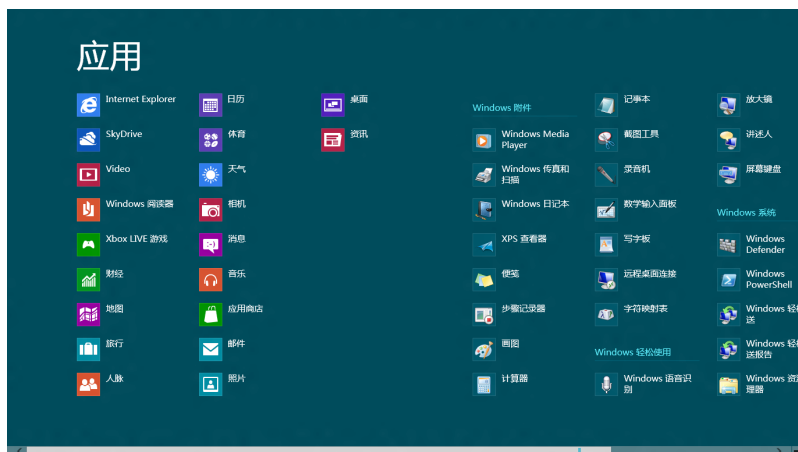 应用
Internet Explorer
SkyDrive
Video
Windows 阅读器
Xbox LIVE 游戏
财经
地图
旅行
人脉
日历
体育
天气
相机
消息
音乐
应用商店
邮件
照片
桌面
资讯
Windows 附件
Windows Media
Player
Windows 传真和
扫描
Windows 日记本
XPS 查看器
便笺
步骤记录器
画图
计算器
记事本
截图工具
录音机
数学输入面板
写字板
远程桌面连接
字符映射表
Windows 轻松使用
Windows 语音识
别
放大镜
讲述人
屏幕键盘
Windows 系统
Windows
Defender
Windows
PowerShell
Windows 轻松
送
Windows 轻松
送报告
Windows 资
理器